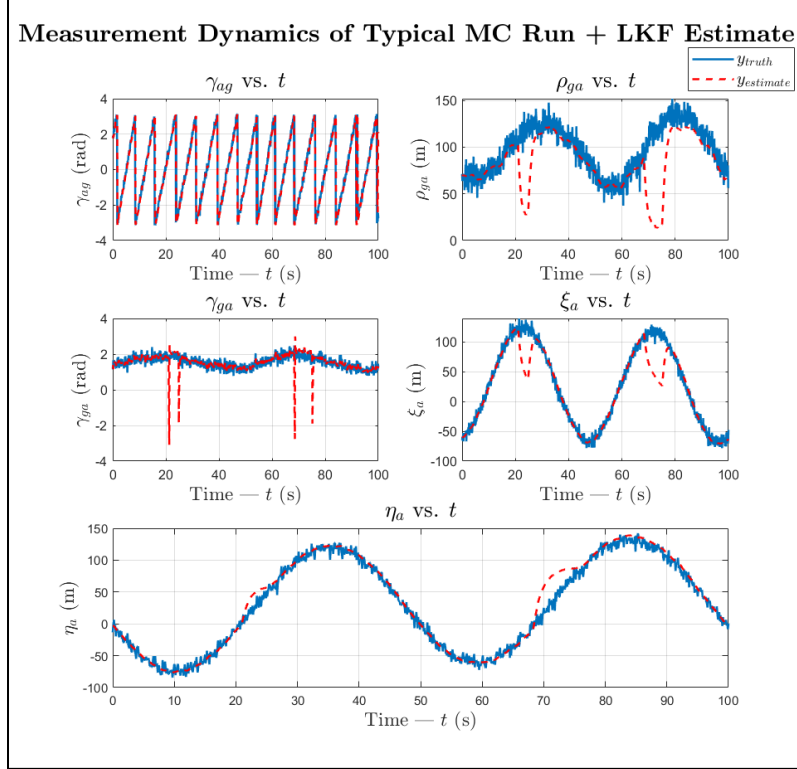 Measurement Dynamics of Typical MC Run + LKF Estimate
y_truth
y_estimate
γ_ag vs. t
4
2
0
-2
-4
γ_ag (rad)
0 20 40 60 80 100
Time — t (s)
ρ_ga vs. t
150
100
50
0
ρ_ga (m)
0 20 40 60 80 100
Time — t (s)
γ_ga vs. t
4
2
0
-2
-4
γ_ga (rad)
0 20 40 60 80 100
Time — t (s)
ξ_a vs. t
100
50
0
-50
-100
ξ_a (m)
0 20 40 60 80 100
Time — t (s)
η_a vs. t
150
100
50
0
-50
-100
η_a (m)
0 10 20 30 40 50 60 70 80 90 100
Time — t (s)